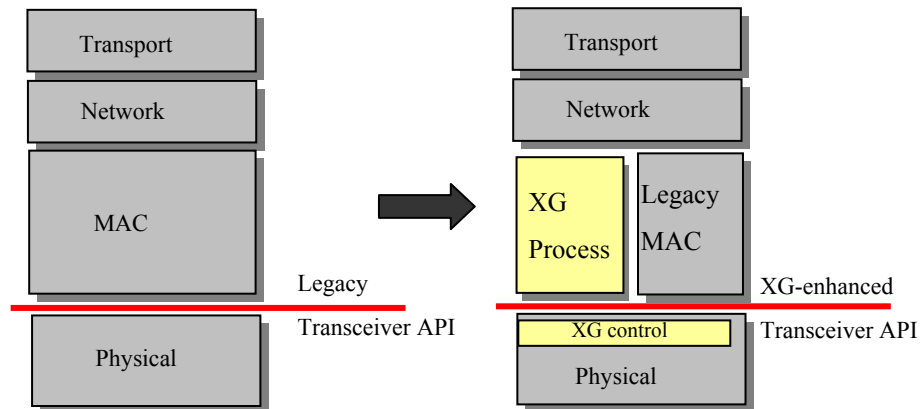 Transport
Network
MAC
Legacy
Transceiver API
Physical
Transport
Network
XG
Process
Legacy
MAC
XG-enhanced
Transceiver API
XG control
Physical